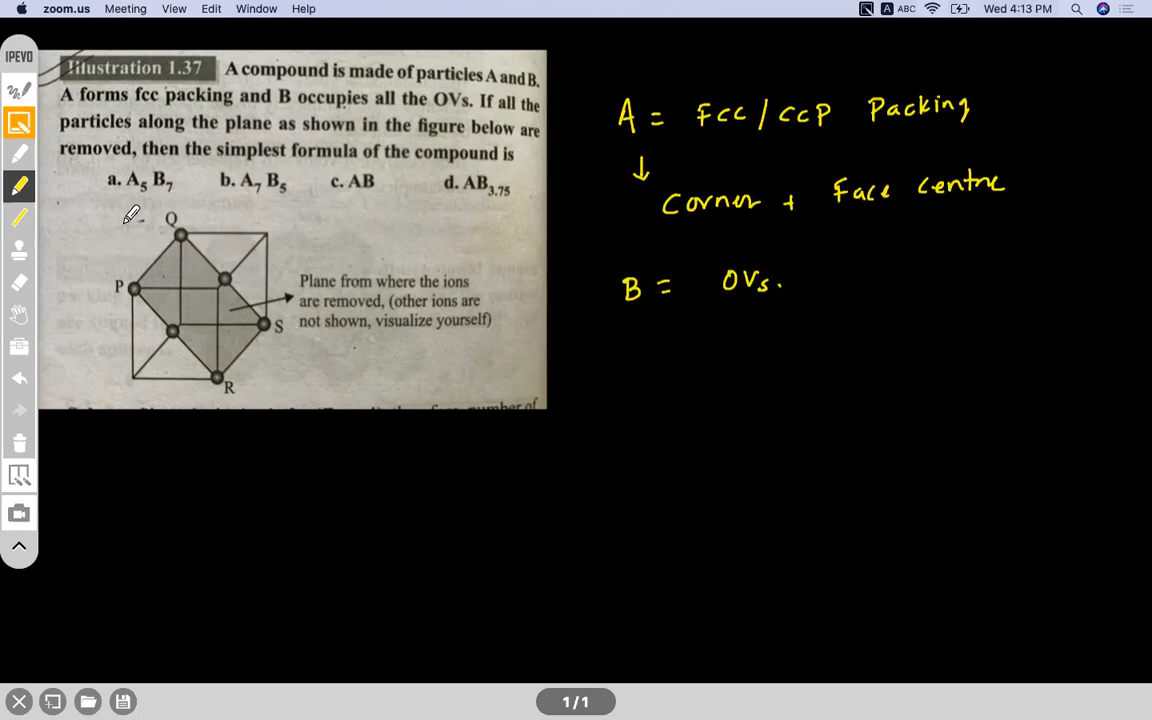 zoom.us Meeting View Edit Window Help A ABC Wed 4:13 PM
IPEVO
Illustration 1.37 A compound is made of particles A and B.
A forms fcc packing and B occupies all the OVs. If all the
particles along the plane as shown in the figure below are
removed, then the simplest formula of the compound is
a. A5 B7 b. A7 B5 c. AB d. AB3.75
Q
P
Plane from where the ions
are removed, (other ions are
not shown, visualize yourself)
S
R
A = FCC / CCP Packing
↓
Corner + Face centre
B = OVs.
1/1